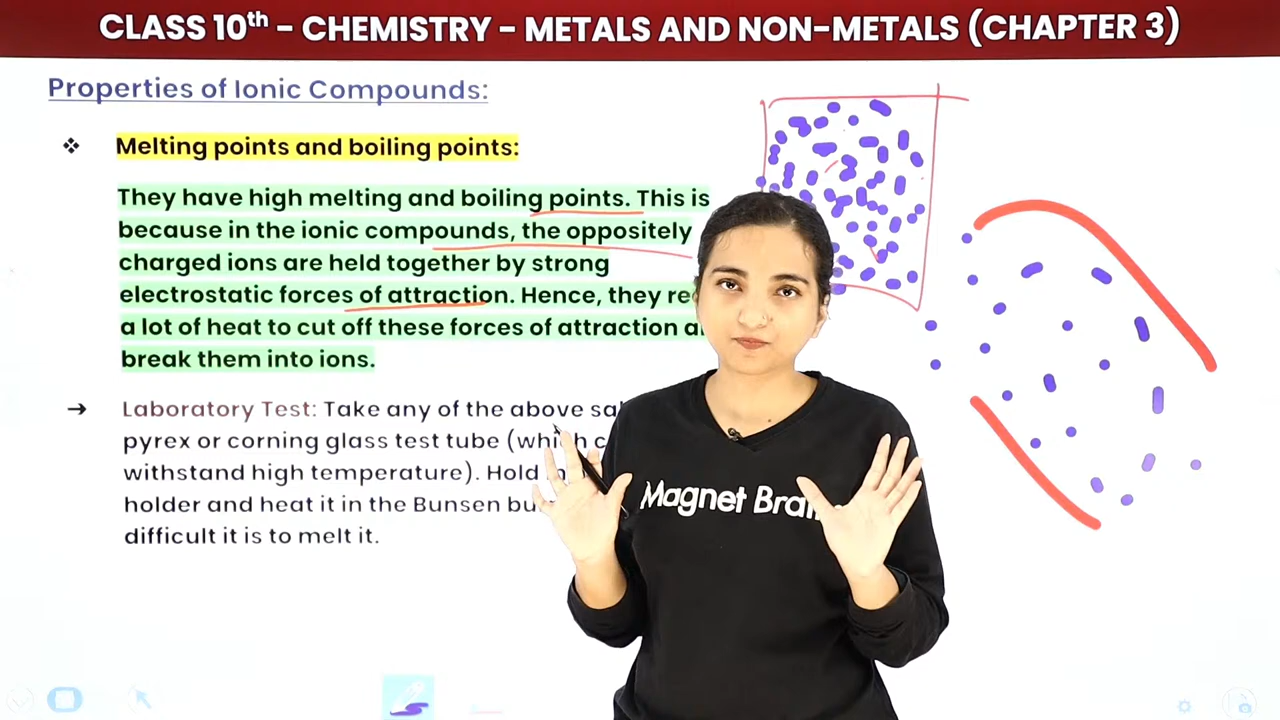 CLASS 10th - CHEMISTRY - METALS AND NON-METALS (CHAPTER 3)
Properties of Ionic Compounds:
❖ Melting points and boiling points:
They have high melting and boiling points. This is
because in the ionic compounds, the oppositely
charged ions are held together by strong
electrostatic forces of attraction. Hence, they
a lot of heat to cut off these forces of attraction
break them into ions.
→ Laboratory Test: Take any of the above
pyrex or corning glass test tube (which
withstand high temperature). Hold
holder and heat it in the Bunsen
difficult it is to melt it.
Magnet